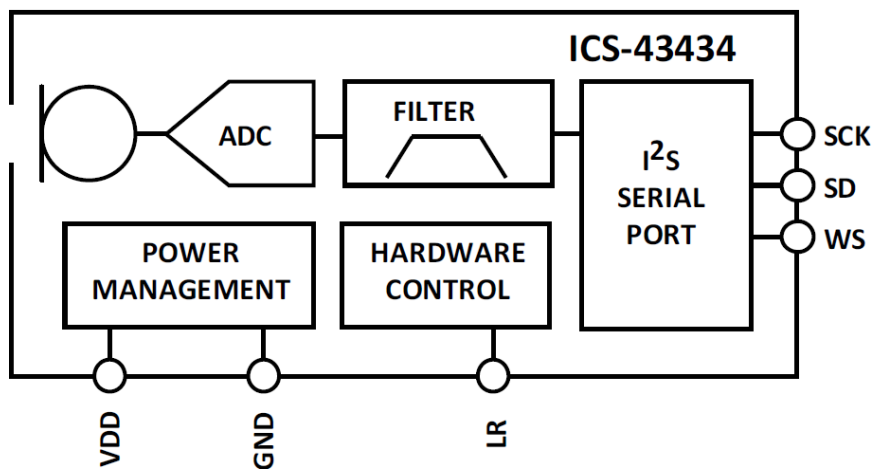 ICS-43434
ADC
FILTER
I²S
SERIAL
PORT
SCK
SD
WS
POWER
MANAGEMENT
HARDWARE
CONTROL
VDD
GND
LR